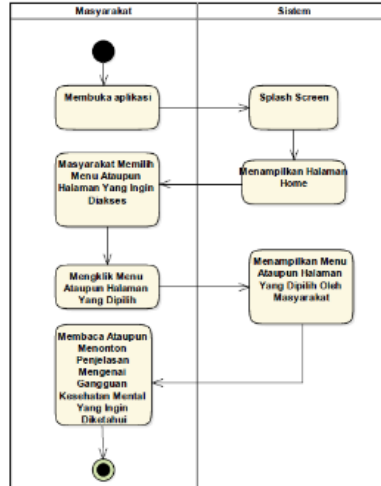 Masyarakat
Sistem
Membuka aplikasi
Splash Screen
Menampilkan Halaman
Home
Masyarakat Memilih
Menu Ataupun
Halaman Yang Ingin
Diakses
Mengklik Menu
Ataupun Halaman
Yang Dipilih
Menampilkan Menu
Ataupun Halaman
Yang Dipilih Oleh
Masyarakat
Membaca Ataupun
Menonton
Penjelasan
Mengenai
Gangguan
Kesehatan Mental
Yang Ingin
Diketahui